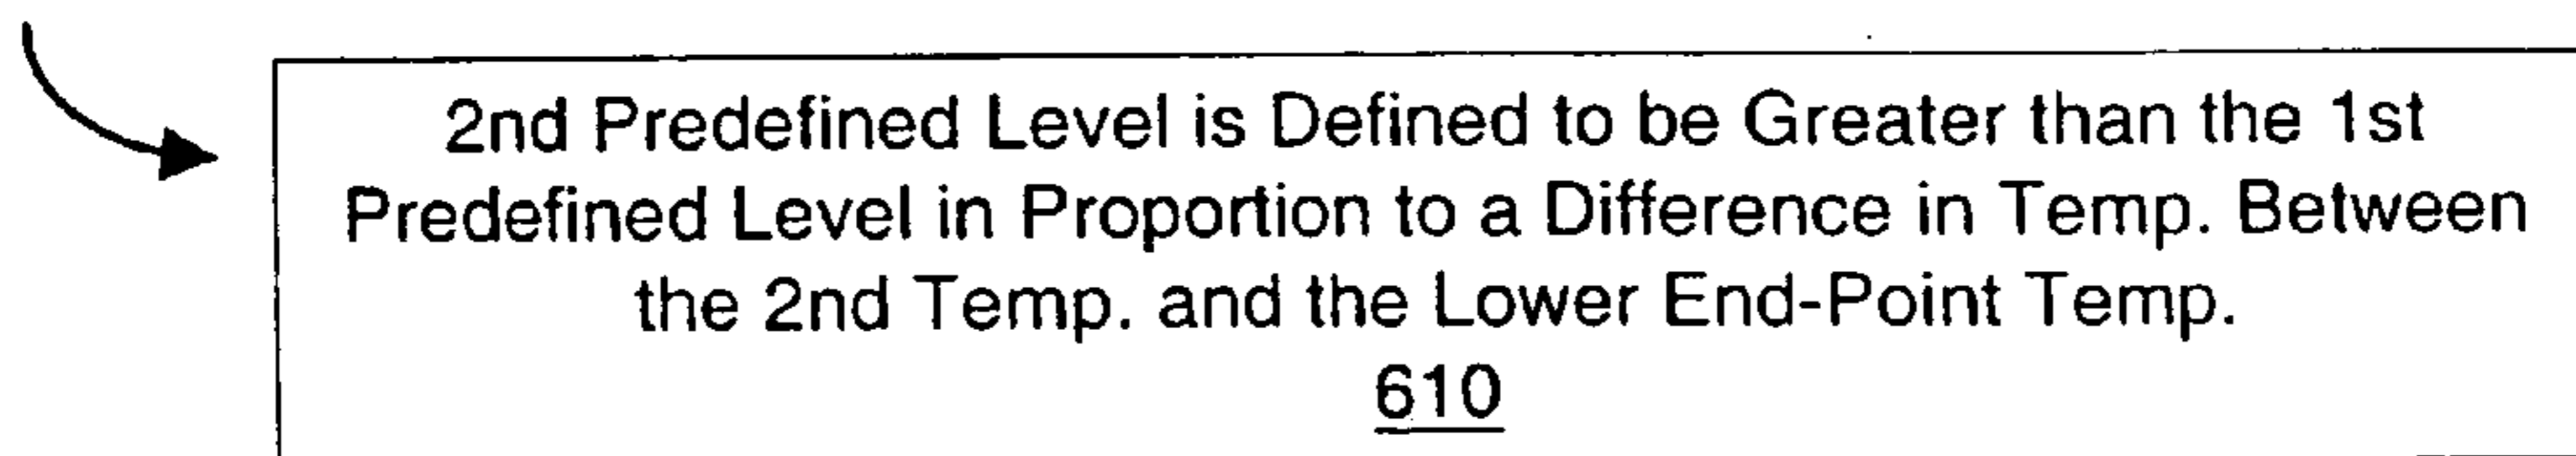 2nd Predefined Level is Defined to be Greater than the 1st
Predefined Level in Proportion to a Difference in Temp. Between
the 2nd Temp. and the Lower End-Point Temp.
610